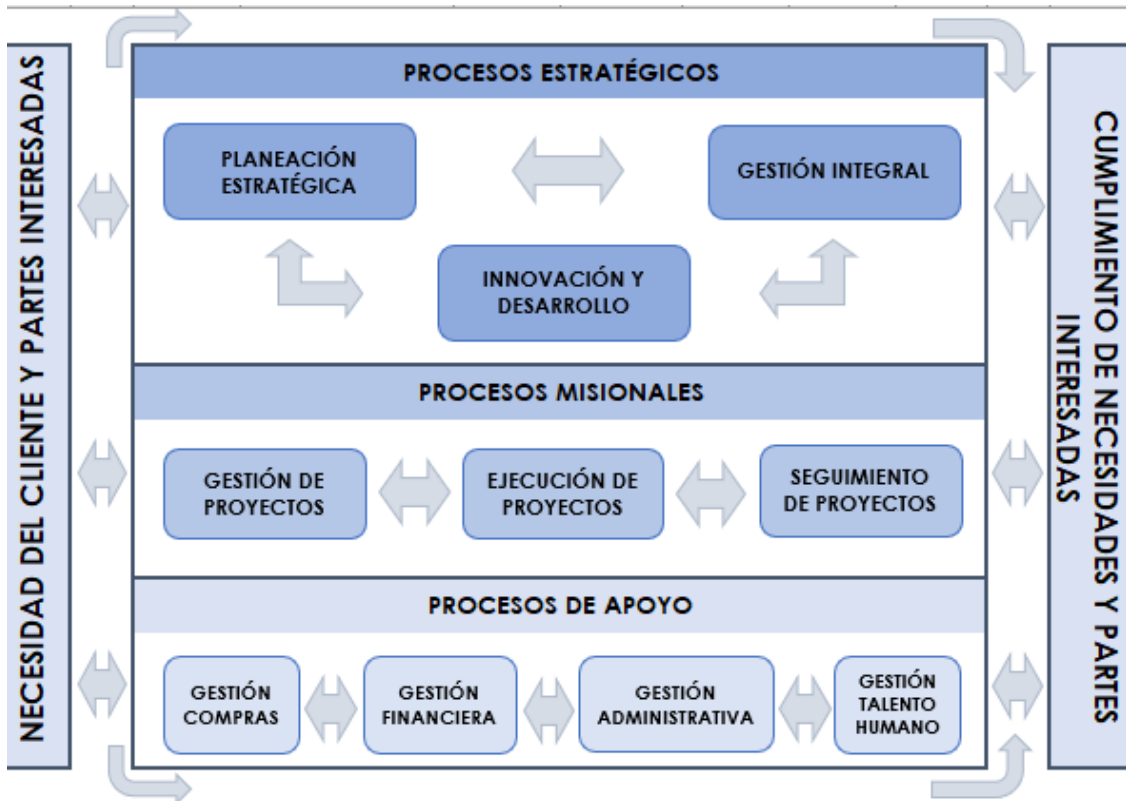 NECESIDAD DEL CLIENTE Y PARTES INTERESADAS
PROCESOS ESTRATÉGICOS
PLANEACIÓN
ESTRATÉGICA
GESTIÓN INTEGRAL
INNOVACIÓN Y
DESARROLLO
PROCESOS MISIONALES
GESTIÓN DE
PROYECTOS
EJECUCIÓN DE
PROYECTOS
SEGUIMIENTO
DE PROYECTOS
PROCESOS DE APOYO
GESTIÓN
COMPRAS
GESTIÓN
FINANCIERA
GESTIÓN
ADMINISTRATIVA
GESTIÓN
TALENTO
HUMANO
CUMPLIMIENTO DE NECESIDADES Y PARTES
INTERESADAS